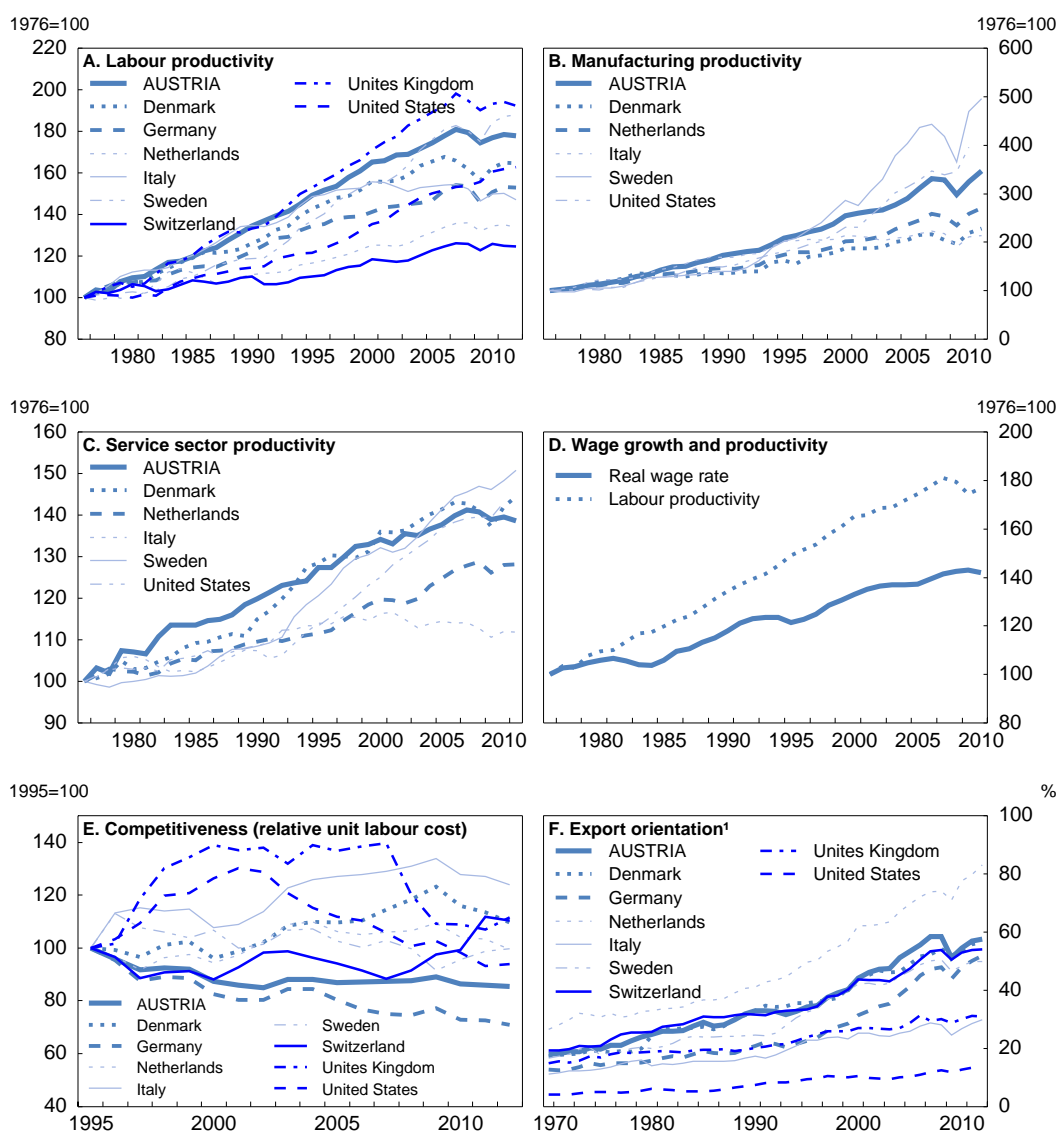 1976=100
1976=100
220
200
180
160
140
120
100
80
A. Labour productivity
AUSTRIA
Denmark
Germany
Netherlands
Italy
Sweden
Switzerland
Unites Kingdom
United States
1980 1985 1990 1995 2000 2005 2010
600
500
400
300
200
100
0
B. Manufacturing productivity
AUSTRIA
Denmark
Netherlands
Italy
Sweden
United States
1980 1985 1990 1995 2000 2005 2010
1976=100
1976=100
160
150
140
130
120
110
100
90
C. Service sector productivity
AUSTRIA
Denmark
Netherlands
Italy
Sweden
United States
1980 1985 1990 1995 2000 2005 2010
200
180
160
140
120
100
80
D. Wage growth and productivity
Real wage rate
Labour productivity
1980 1985 1990 1995 2000 2005 2010
1995=100
%
140
120
100
80
60
40
E. Competitiveness (relative unit labour cost)
AUSTRIA
Denmark
Germany
Netherlands
Italy
Sweden
Switzerland
Unites Kingdom
United States
1995 2000 2005 2010
100
80
60
40
20
0
F. Export orientation¹
AUSTRIA
Denmark
Germany
Netherlands
Italy
Sweden
Switzerland
Unites Kingdom
United States
1970 1980 1990 2000 2010